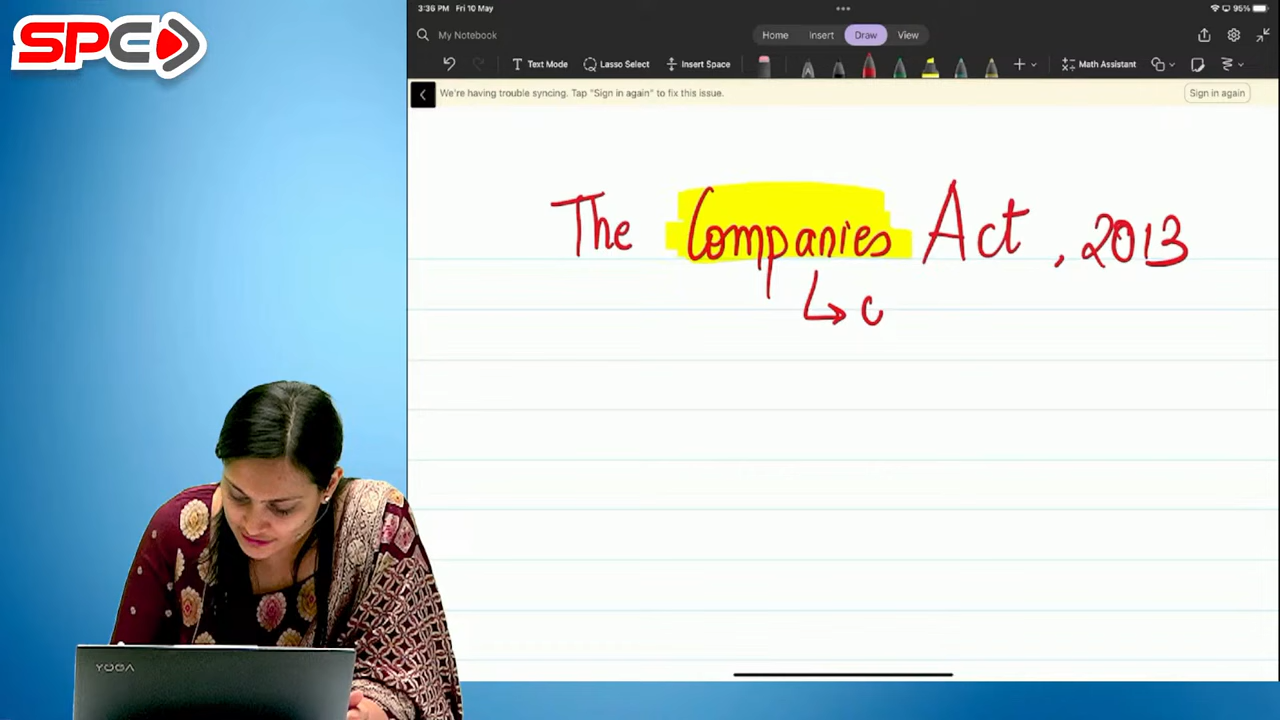 SPC
3:36 PM Fri 10 May
95%
My Notebook
Home Insert Draw View
Text Mode Lasso Select Insert Space Math Assistant
We're having trouble syncing. Tap "Sign in again" to fix this issue. Sign in again
The Companies Act, 2013
c
YOGA